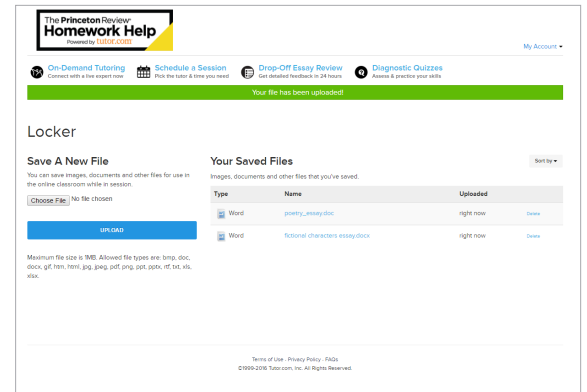 The Princeton Review®
Homework Help
Powered by tutor.com
My Account
On-Demand Tutoring
Connect with a live expert now
Schedule a Session
Pick the tutor & time you need
Drop-Off Essay Review
Get detailed feedback in 24 hours
Diagnostic Quizzes
Assess & practice your skills
Your file has been uploaded!
Locker
Save A New File
You can save images, documents and other files for use in
the online classroom while in session.
Choose File No file chosen
UPLOAD
Maximum file size is 1MB. Allowed file types are: bmp, doc,
docx, gif, htm, html, jpg, jpeg, pdf, png, ppt, pptx, rtf, txt, xls,
xlsx.
Your Saved Files
Sort by
Images, documents and other files that you've saved.
Type Name Uploaded
Word poetry_essay.doc right now Delete
Word fictional characters essay.docx right now Delete
Terms of Use . Privacy Policy . FAQs
©1999-2016 Tutor.com, Inc. All Rights Reserved.